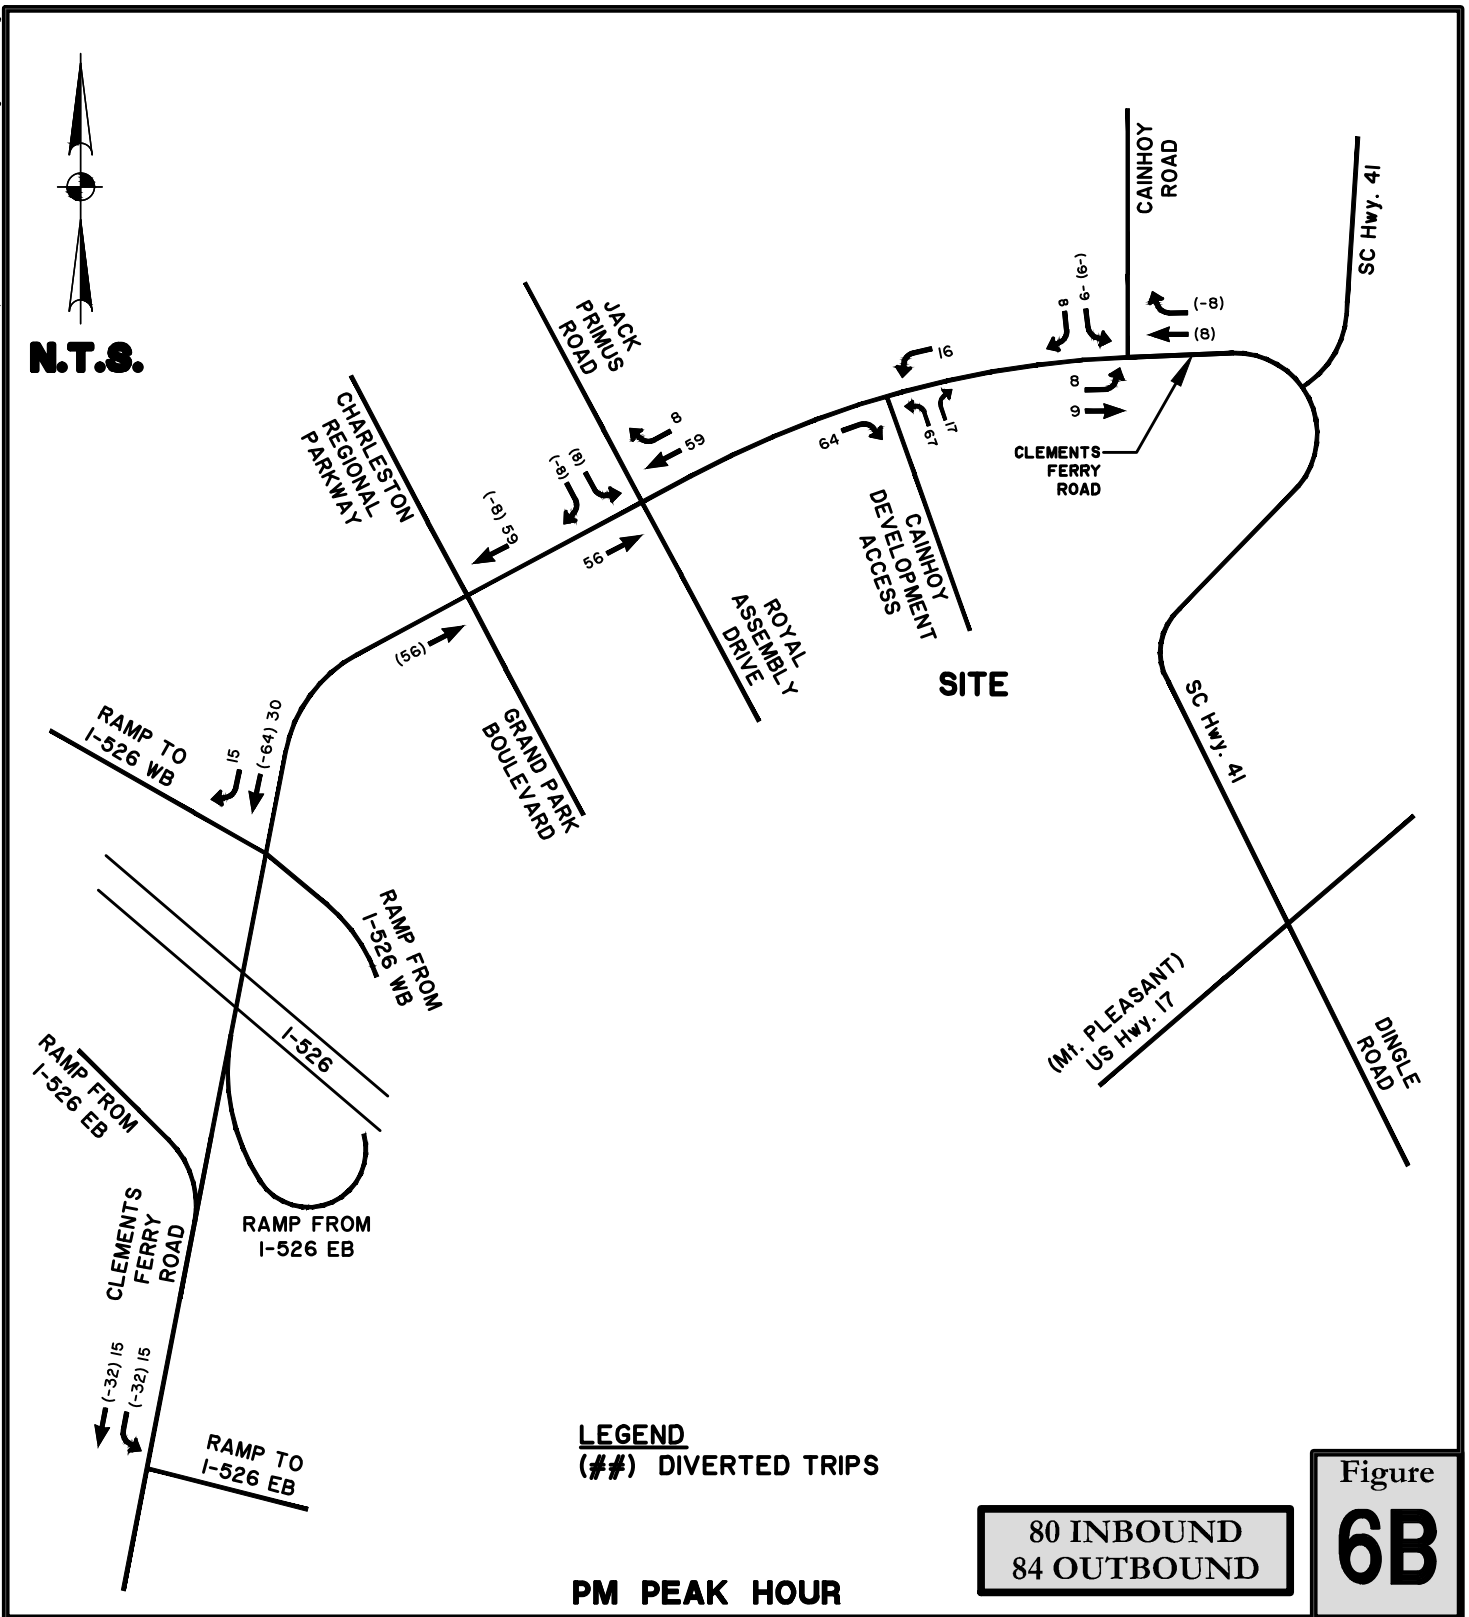 N.T.S.
CAINHOY
ROAD
SC Hwy. 41
JACK
PRIMUS
ROAD
CHARLESTON
REGIONAL
PARKWAY
8
(-8)
(8)
8
9
CLEMENTS
FERRY
ROAD
16
64
67
17
CAINHOY
DEVELOPMENT
ACCESS
SITE
8
59
(8)
(-8)
56
(-8) 59
(56)
ROYAL
ASSEMBLY
DRIVE
GRAND PARK
BOULEVARD
SC Hwy. 41
RAMP TO
I-526 WB
15
(-64) 30
RAMP FROM
I-526 WB
I-526
RAMP FROM
I-526 EB
RAMP FROM
I-526 EB
(Mt. PLEASANT)
US Hwy. 17
DINGLE
ROAD
CLEMENTS
FERRY
ROAD
(-32) 15
(-32) 15
RAMP TO
I-526 EB
LEGEND
(##) DIVERTED TRIPS
PM PEAK HOUR
80 INBOUND
84 OUTBOUND
Figure
6B